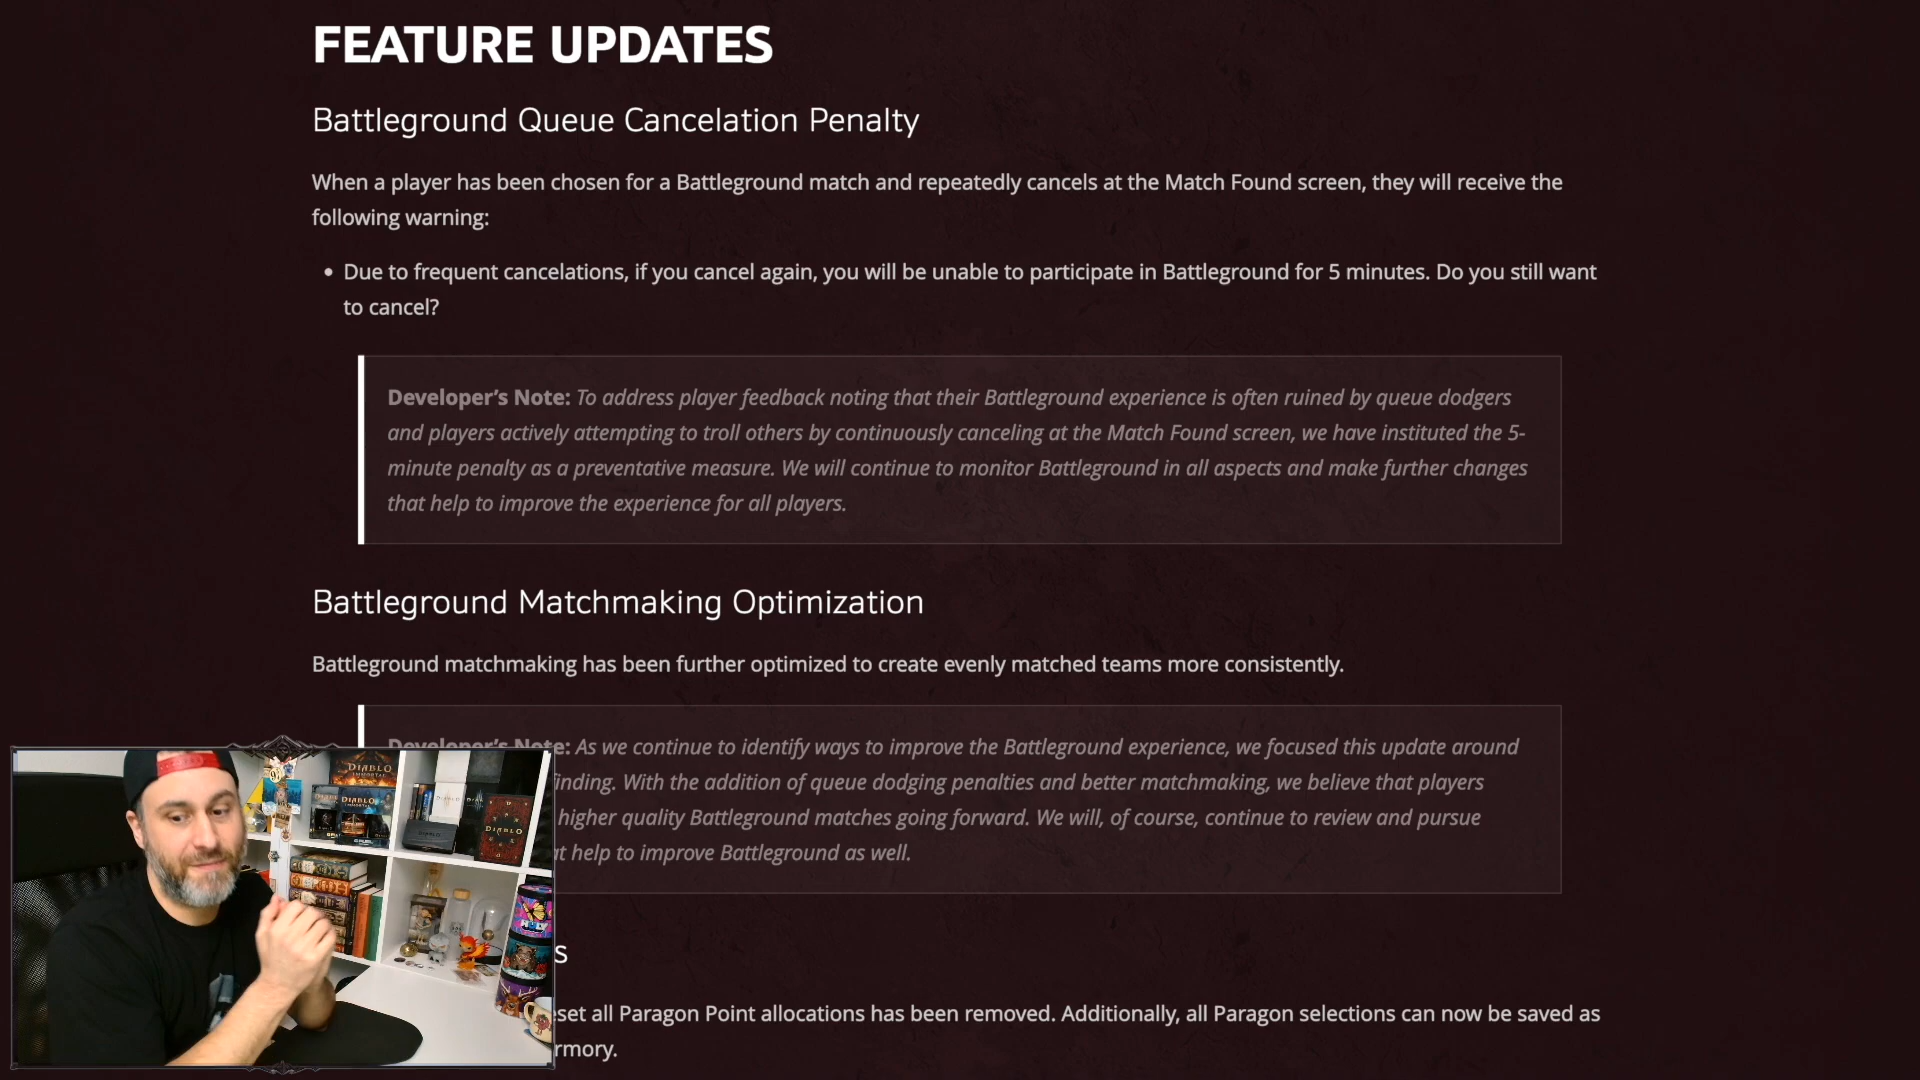 FEATURE UPDATES
Battleground Queue Cancelation Penalty
When a player has been chosen for a Battleground match and repeatedly cancels at the Match Found screen, they will receive the
following warning:
• Due to frequent cancelations, if you cancel again, you will be unable to participate in Battleground for 5 minutes. Do you still want
to cancel?
Developer’s Note: To address player feedback noting that their Battleground experience is often ruined by queue dodgers
and players actively attempting to troll others by continuously canceling at the Match Found screen, we have instituted the 5-
minute penalty as a preventative measure. We will continue to monitor Battleground in all aspects and make further changes
that help to improve the experience for all players.
Battleground Matchmaking Optimization
Battleground matchmaking has been further optimized to create evenly matched teams more consistently.
Developer’s Note: As we continue to identify ways to improve the Battleground experience, we focused this update around
finding. With the addition of queue dodging penalties and better matchmaking, we believe that players
higher quality Battleground matches going forward. We will, of course, continue to review and pursue
at help to improve Battleground as well.
s
set all Paragon Point allocations has been removed. Additionally, all Paragon selections can now be saved as
rmory.
DIABLO
IMMORTAL
DIABLO
DIABLO
HOLY